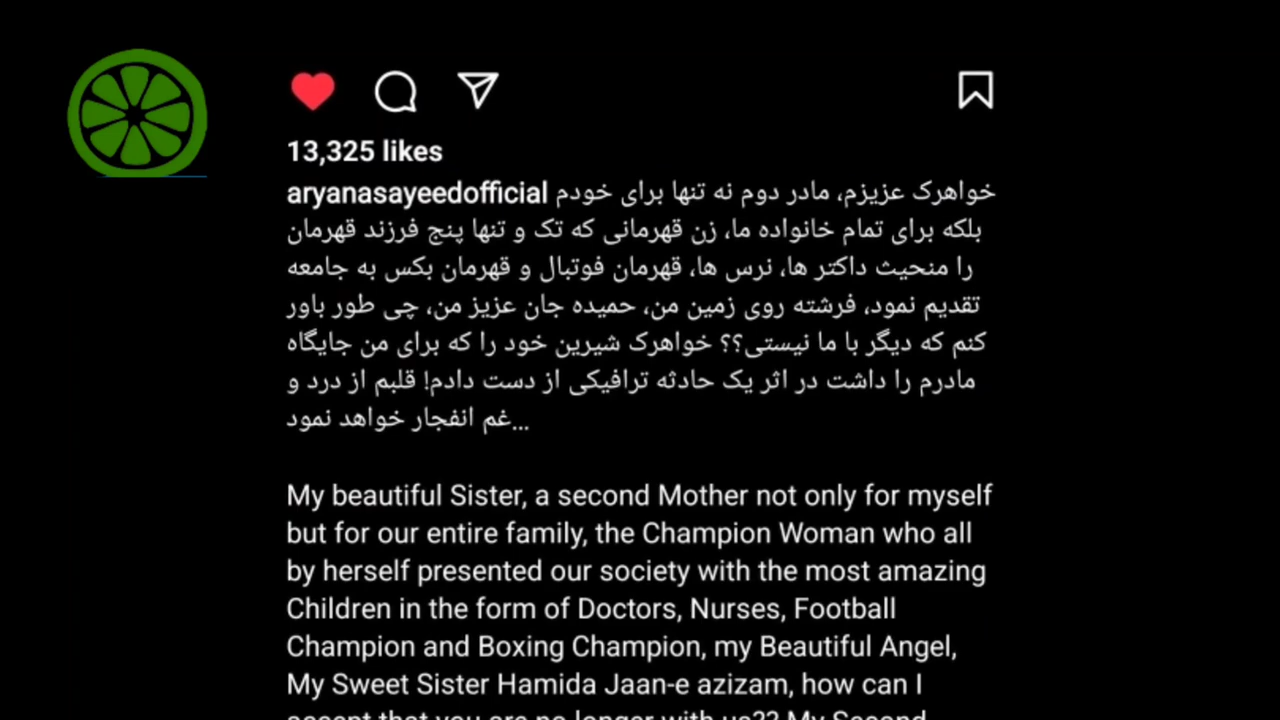 13,325 likes
aryanasayeedofficial خواهرک عزیزم، مادر دوم نه تنها برای خودم
بلکه برای تمام خانواده ما، زن قهرمانی که تک و تنها پنج فرزند قهرمان
را منحیث داکتر ها، نرس ها، قهرمان فوتبال و قهرمان بکس به جامعه
تقدیم نمود، فرشته روی زمین من، حمیده جان عزیز من، چی طور باور
کنم که دیگر با ما نیستی؟؟ خواهرک شیرین خود را که برای من جایگاه
مادرم را داشت در اثر یک حادثه ترافیکی از دست دادم! قلبم از درد و
غم انفجار خواهد نمود...
My beautiful Sister, a second Mother not only for myself
but for our entire family, the Champion Woman who all
by herself presented our society with the most amazing
Children in the form of Doctors, Nurses, Football
Champion and Boxing Champion, my Beautiful Angel,
My Sweet Sister Hamida Jaan-e azizam, how can I
accept that you are no longer with us?? My Second